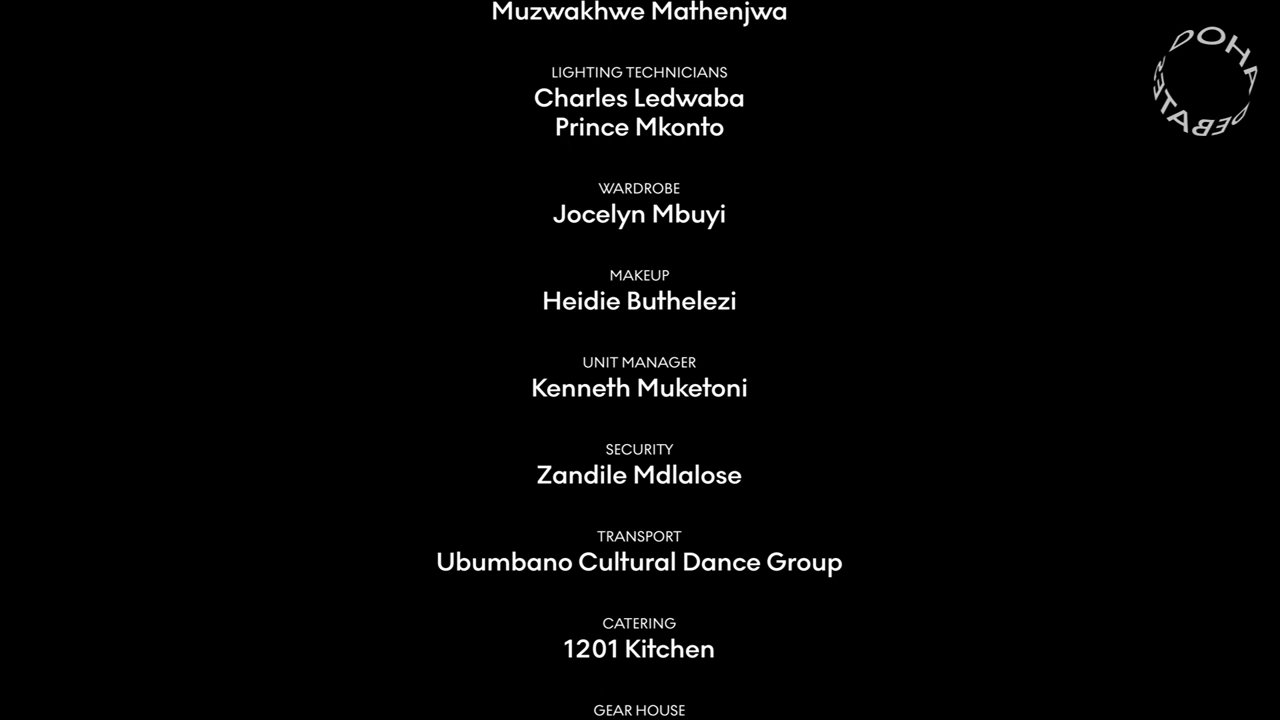 Muzwakhwe Mathenjwa
LIGHTING TECHNICIANS
Charles Ledwaba
Prince Mkonto
WARDROBE
Jocelyn Mbuyi
MAKEUP
Heidie Buthelezi
UNIT MANAGER
Kenneth Muketoni
SECURITY
Zandile Mdlalose
TRANSPORT
Ubumbano Cultural Dance Group
CATERING
1201 Kitchen
GEAR HOUSE
DOHA DEBATES